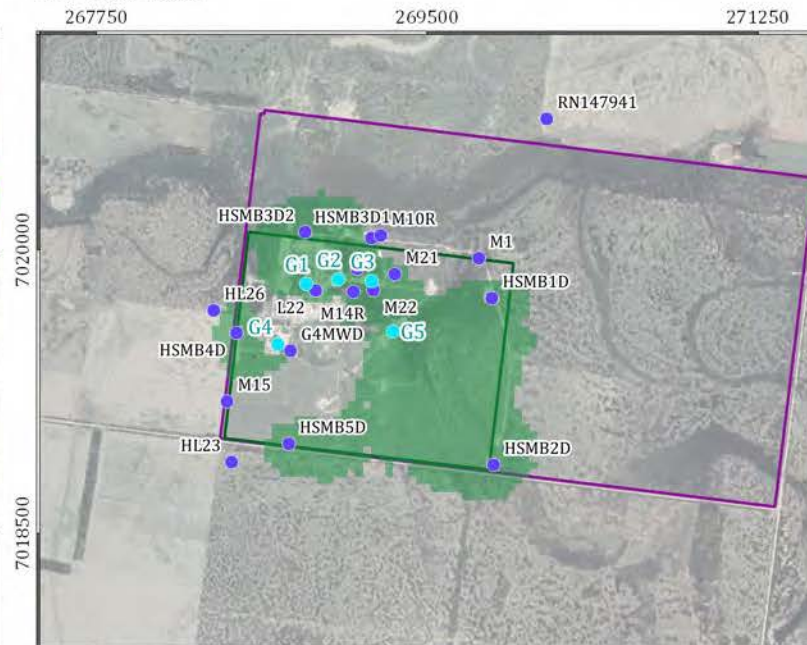 267750 269500 271250
RN147941
HSMB3D2 HSMB3D1 M10R
7020000
M1
G1 G2 G3 M21
HSMB1D
HL26 L22 M14R M22
G4 G4MWD G5
HSMB4D
M15
HSMB5D
HL23
HSMB2D
7018500